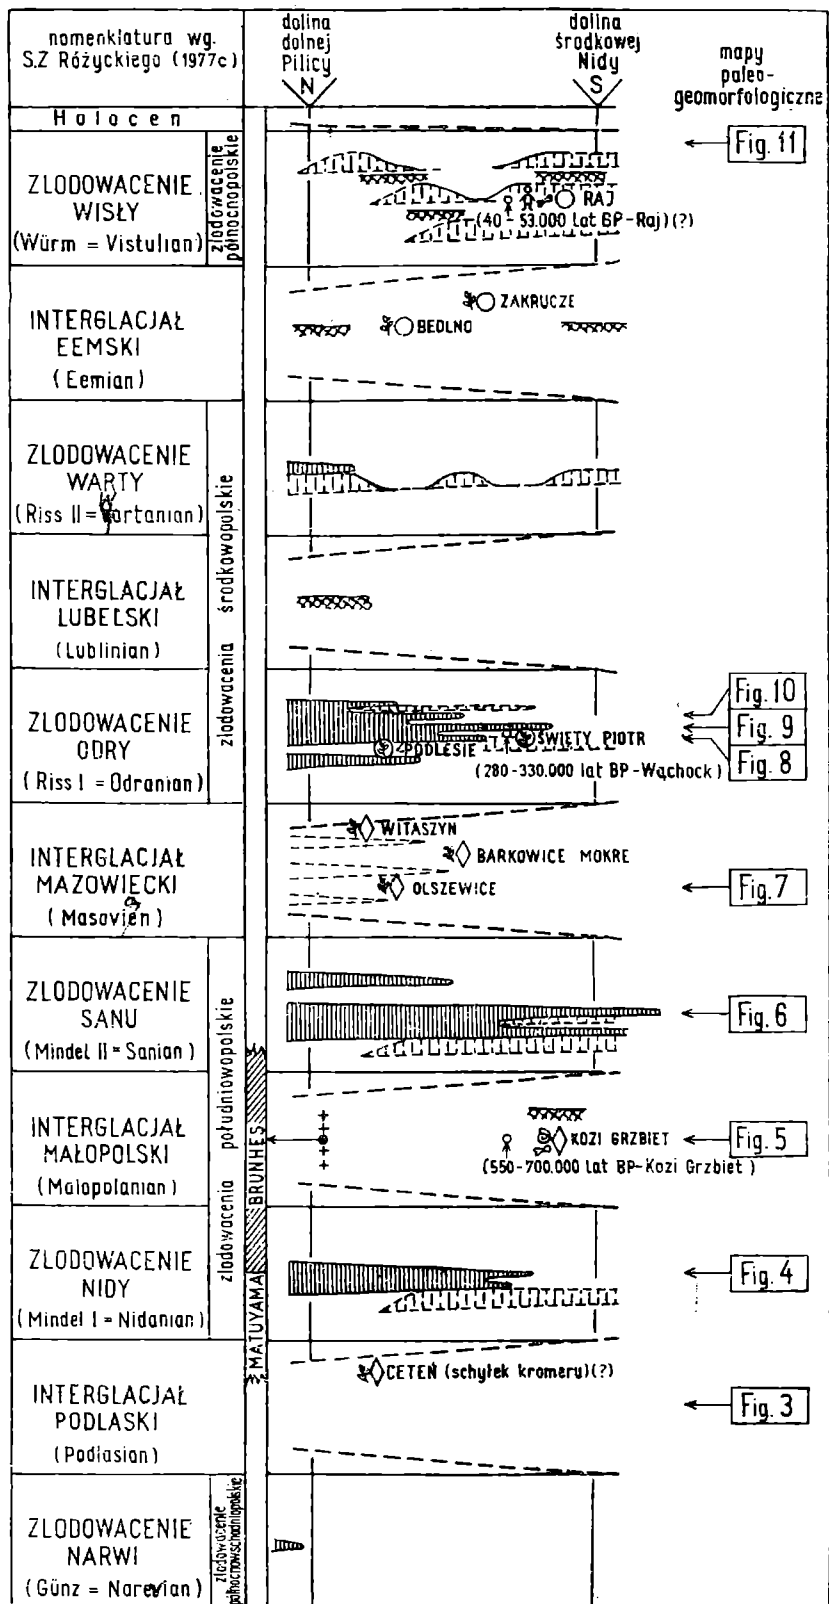 nomenklatura wg.
S.Z Różyckiego (1977c)
dolina
dolnej
Pilicy
N
dolina
środkowej
Nidy
S
mapy
paleo-
geomorfologiczne
Holocen
ZLODOWACENIE
WISŁY
(Würm = Vistulian)
zlodowacenie
północnopolskie
RAJ
(40 - 53.000 lat BP-Raj)(?)
Fig. 11
INTERGLACJAŁ
EEMSKI
(Eemian)
ZAKRUCZE
BEDLNO
ZLODOWACENIE
WARTY
(Riss II = Wartanian)
zlodowacenia środkowopolskie
INTERGLACJAŁ
LUBELSKI
(Lublinian)
ZLODOWACENIE
ODRY
(Riss I = Odranian)
PODLESIE
ŚWIĘTY PIOTR
(280-330.000 lat BP-Wąchock)
Fig. 10
Fig. 9
Fig. 8
INTERGLACJAŁ
MAZOWIECKI
(Masovien)
WITASZYN
BARKOWICE MOKRE
OLSZEWICE
Fig. 7
ZLODOWACENIE
SANU
(Mindel II = Sanian)
zlodowacenia południowopolskie
Fig. 6
INTERGLACJAŁ
MAŁOPOLSKI
(Malopolanian)
BRUNHES
KOZI GRZBIET
(550-700.000 lat BP-Kozi Grzbiet)
Fig. 5
ZLODOWACENIE
NIDY
(Mindel I = Nidanian)
MATUYAMA
Fig. 4
INTERGLACJAŁ
PODLASKI
(Podlasian)
CETEŃ (schyłek kromeru)(?)
Fig. 3
ZLODOWACENIE
NARWI
(Günz = Narevian)
zlodowacenie
północnowschodniopolskie